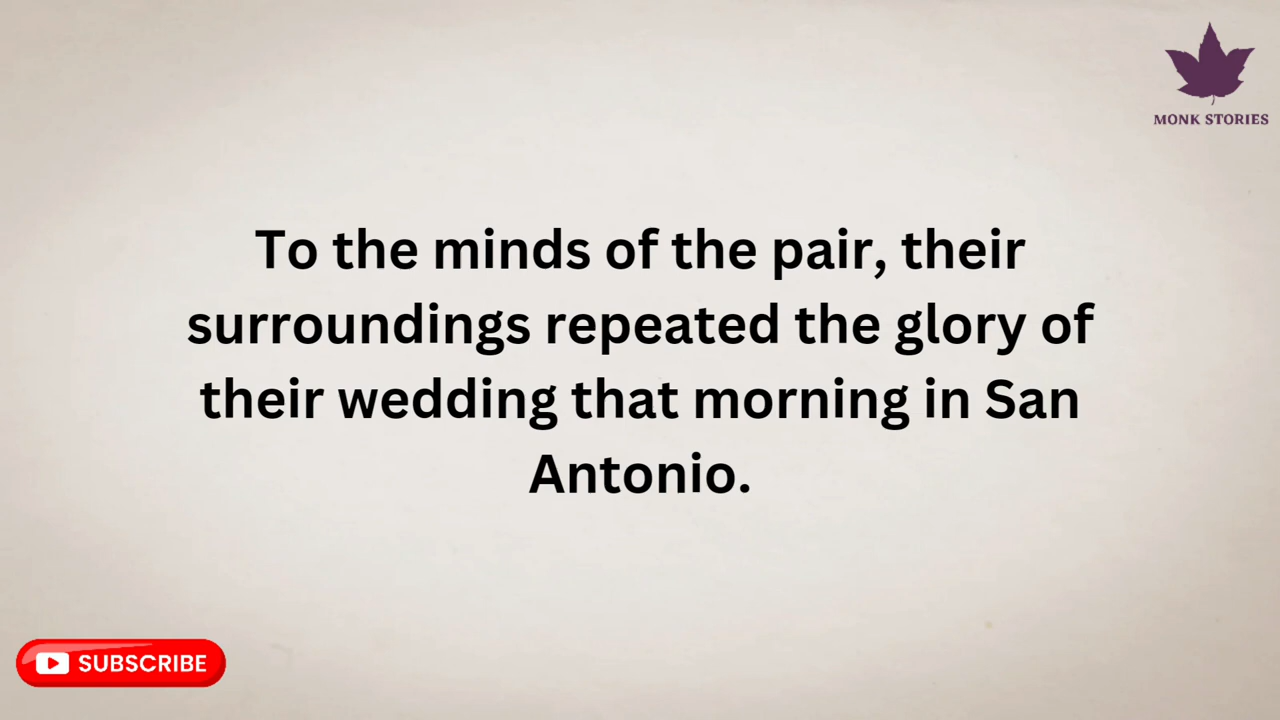 MONK STORIES
To the minds of the pair, their
surroundings repeated the glory of
their wedding that morning in San
Antonio.
SUBSCRIBE